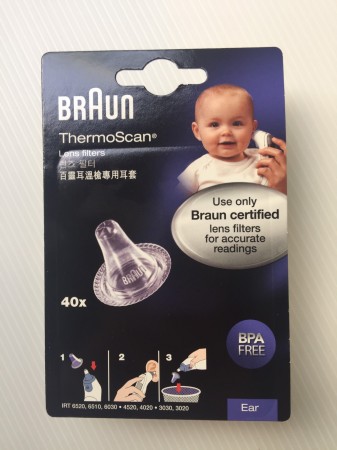 BRAUN
ThermoScan®
Lens filters
렌즈 필터
百靈耳溫槍專用耳套
Use only
Braun certified
lens filters
for accurate
readings
BRAUN
40x
BPA
FREE
1
2
3
IRT 6520, 6510, 6030 • 4520, 4020 • 3030, 3020
Ear